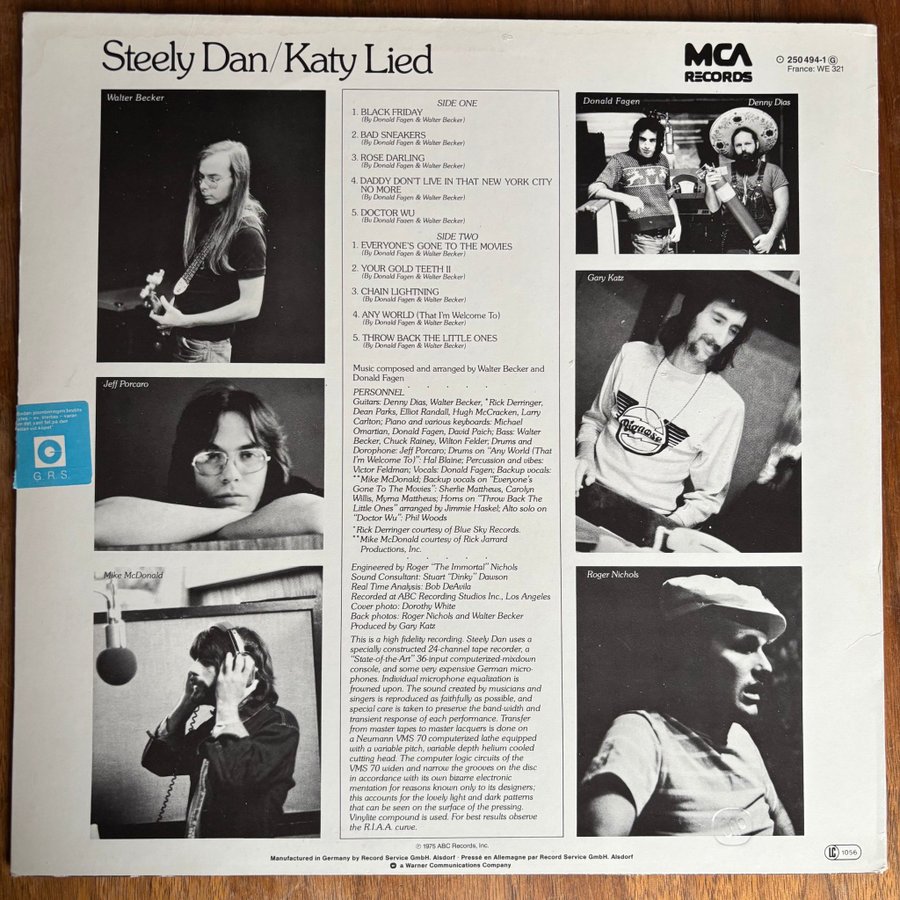 Steely Dan/Katy Lied
MCA
RECORDS
250 494-1 G
France: WE 321
Walter Becker
SIDE ONE
1. BLACK FRIDAY
(By Donald Fagen & Walter Becker)
2. BAD SNEAKERS
(By Donald Fagen & Walter Becker)
3. ROSE DARLING
(By Donald Fagen & Walter Becker)
4. DADDY DON'T LIVE IN THAT NEW YORK CITY
NO MORE
(By Donald Fagen & Walter Becker)
5. DOCTOR WU
(Bu Donald Fagen & Walter Becker)
SIDE TWO
1. EVERYONE'S GONE TO THE MOVIES
(By Donald Fagen & Walter Becker)
2. YOUR GOLD TEETH II
(By Donald Fagen & Walter Becker)
3. CHAIN LIGHTNING
(By Donald Fagen & Walter Becker)
4. ANY WORLD (That I'm Welcome To)
(By Donald Fagen & Walter Becker)
5. THROW BACK THE LITTLE ONES
(By Donald Fagen & Walter Becker)
Music composed and arranged by Walter Becker and
Donald Fagen
PERSONNEL
Guitars: Denny Dias, Walter Becker, *Rick Derringer,
Dean Parks, Elliot Randall, Hugh McCracken, Larry
Carlton; Piano and various keyboards: Michael
Omartian, Donald Fagen, David Paich; Bass: Walter
Becker, Chuck Rainey, Wilton Felder; Drums and
Dorophone: Jeff Porcaro; Drums on "Any World (That
I'm Welcome To)": Hal Blaine; Percussion and vibes:
Victor Feldman; Vocals: Donald Fagen; Backup vocals:
**Mike McDonald; Backup vocals on "Everyone's
Gone To The Movies": Sherlie Matthews, Carolyn
Willis, Myrna Matthews; Horns on "Throw Back The
Little Ones" arranged by Jimmie Haskel; Alto solo on
"Doctor Wu": Phil Woods
*Rick Derringer courtesy of Blue Sky Records.
**Mike McDonald courtesy of Rick Jarrard
Productions, Inc.
Engineered by Roger "The Immortal" Nichols
Sound Consultant: Stuart "Dinky" Dawson
Real Time Analysis: Bob DeAvila
Recorded at ABC Recording Studios Inc., Los Angeles
Cover photo: Dorothy White
Back photos: Roger Nichols and Walter Becker
Produced by Gary Katz
This is a high fidelity recording. Steely Dan uses a
specially constructed 24-channel tape recorder, a
"State-of-the-Art" 36-input computerized-mixdown
console, and some very expensive German micro-
phones. Individual microphone equalization is
frowned upon. The sound created by musicians and
singers is reproduced as faithfully as possible, and
special care is taken to preserve the band-width and
transient response of each performance. Transfer
from master tapes to master lacquers is done on
a Neumann VMS 70 computerized lathe equipped
with a variable pitch, variable depth helium cooled
cutting head. The computer logic circuits of the
VMS 70 widen and narrow the grooves on the disc
in accordance with its own bizarre electronic
mentation for reasons known only to its designers;
this accounts for the lovely light and dark patterns
that can be seen on the surface of the pressing.
Vinylite compound is used. For best results observe
the R.I.A.A. curve.
Donald Fagen
Denny Dias
Gary Katz
Jeff Porcaro
G.R.S.
Mike McDonald
Roger Nichols
℗ 1975 ABC Records, Inc.
Manufactured in Germany by Record Service GmbH. Alsdorf · Pressé en Allemagne par Record Service GmbH. Alsdorf
a Warner Communications Company
LC 1056